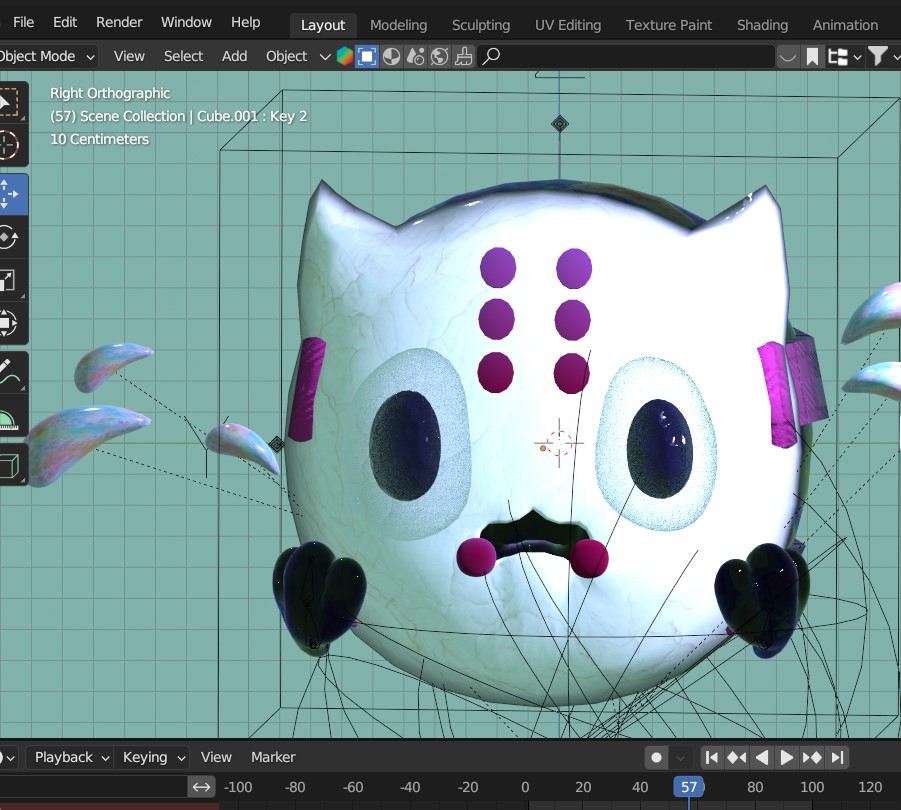 File Edit Render Window Help Layout Modeling Sculpting UV Editing Texture Paint Shading Animation
Object Mode View Select Add Object
Right Orthographic
(57) Scene Collection | Cube.001 : Key 2
10 Centimeters
Playback Keying View Marker
-100 -80 -60 -40 -20 0 20 40 57 80 100 120